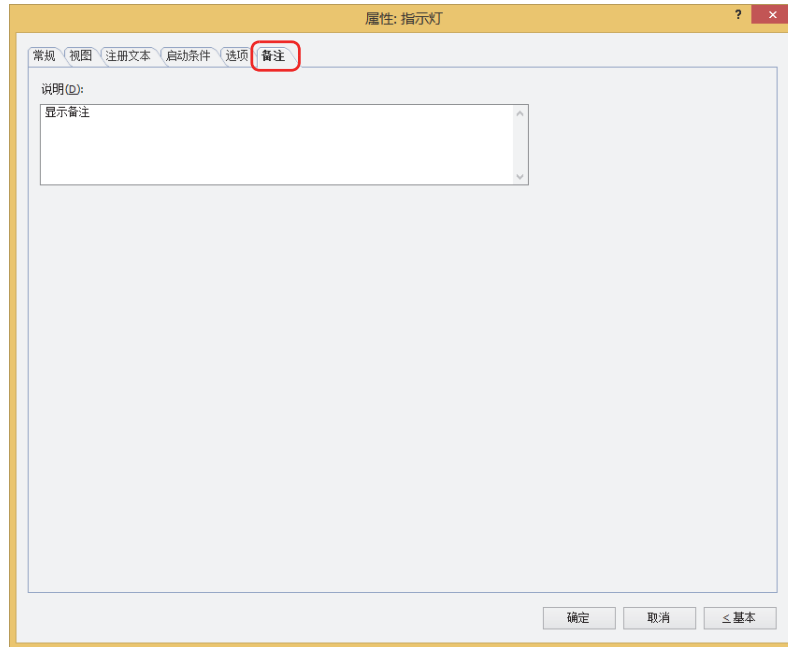 属性: 指示灯 ? ×
常规 视图 注册文本 启动条件 选项 备注
说明(D):
显示备注
确定 取消 <基本